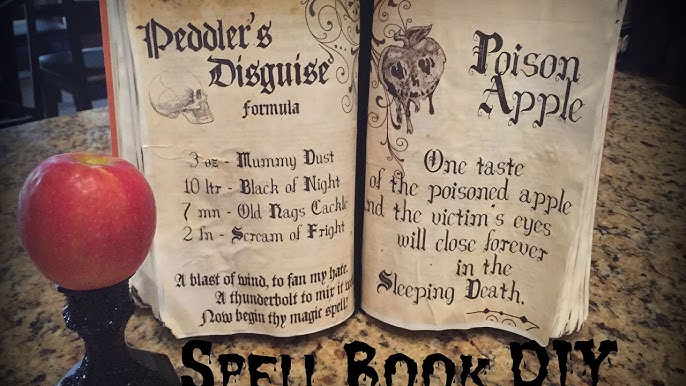 Peddler's
Disguise
formula
3 oz - Mummy Dust
10 ltr - Black of Night
7 mn - Old Nags Cackle
2 fn - Scream of Fright
A blast of wind, to fan my hate.
A thunderbolt to mix it
Now begin thy magic spell!
Poison
Apple
One taste
of the poisoned apple
and the victim's eyes
will close forever
in the
Sleeping Death.
Spell Book DIY